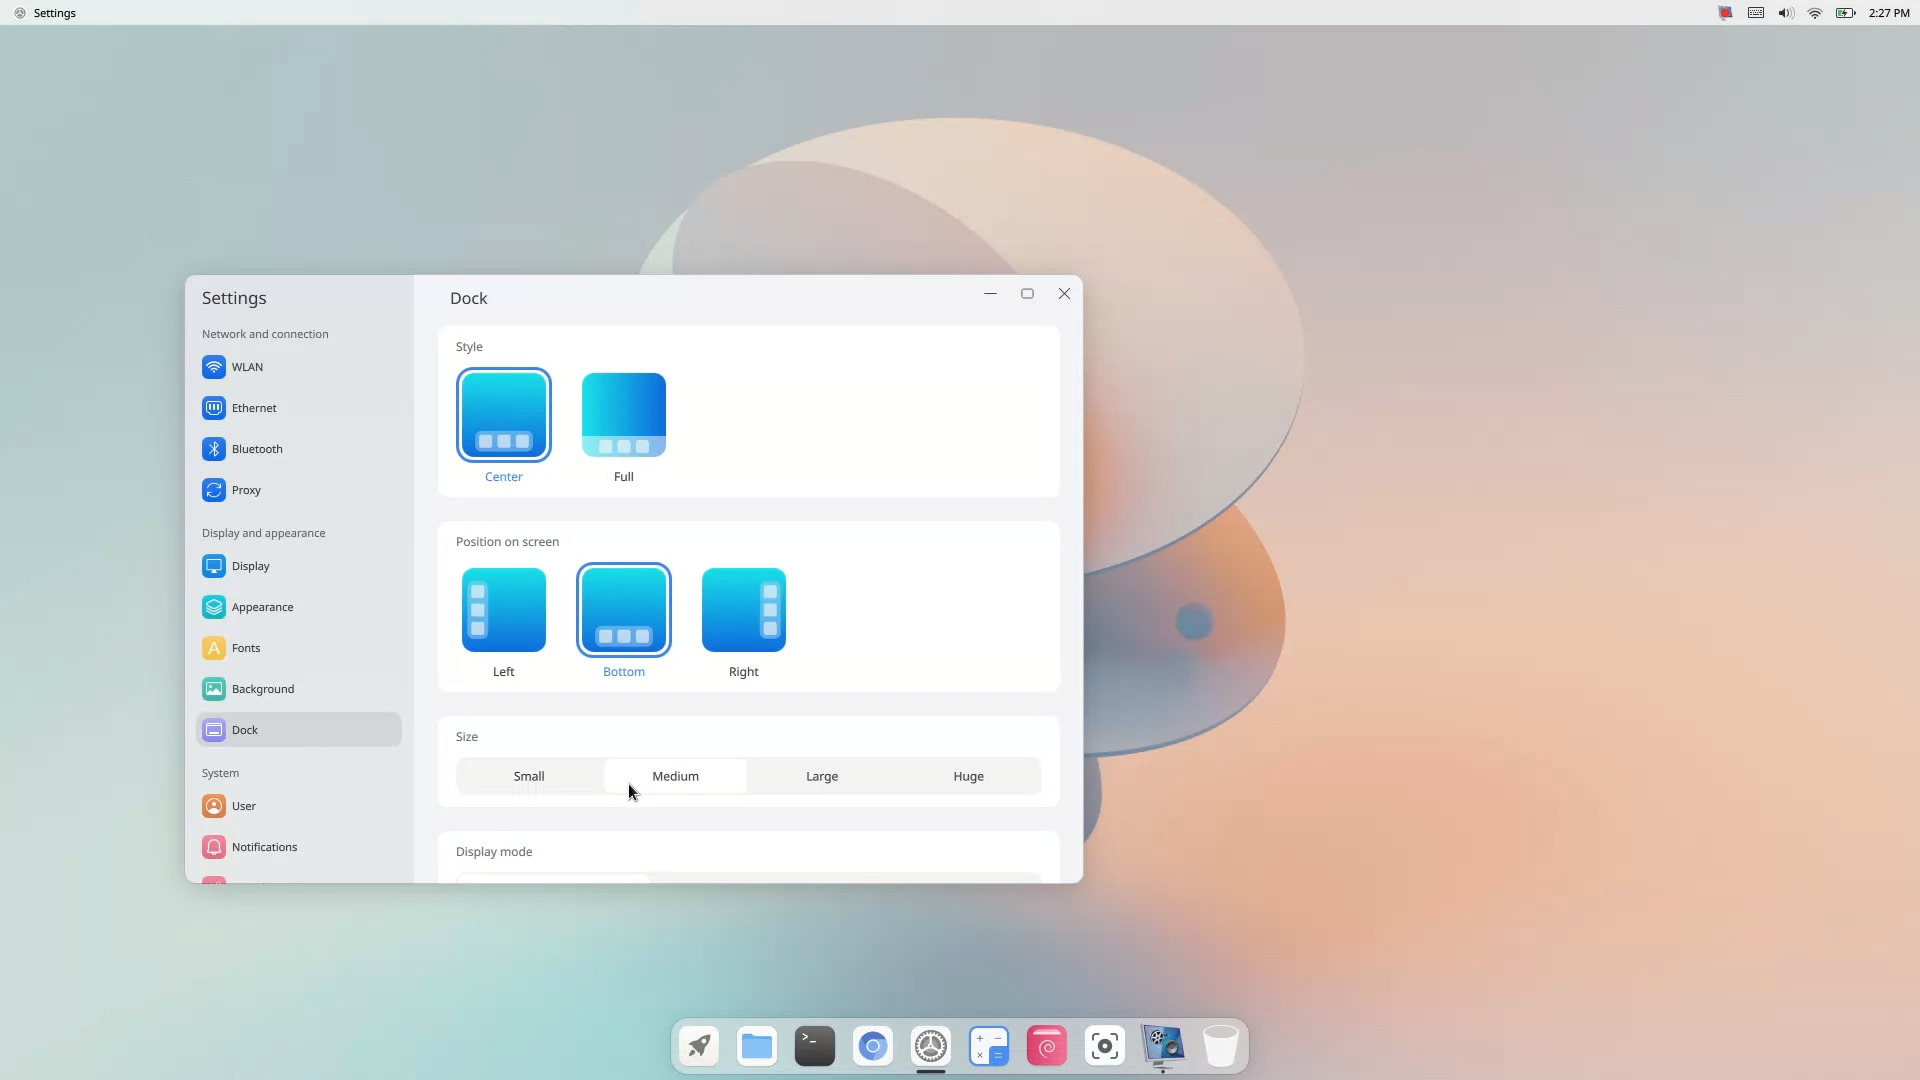 Settings
2:27 PM
Settings
Network and connection
WLAN
Ethernet
Bluetooth
Proxy
Display and appearance
Display
Appearance
Fonts
Background
Dock
System
User
Notifications
Dock
Style
Center
Full
Position on screen
Left
Bottom
Right
Size
Small
Medium
Large
Huge
Display mode